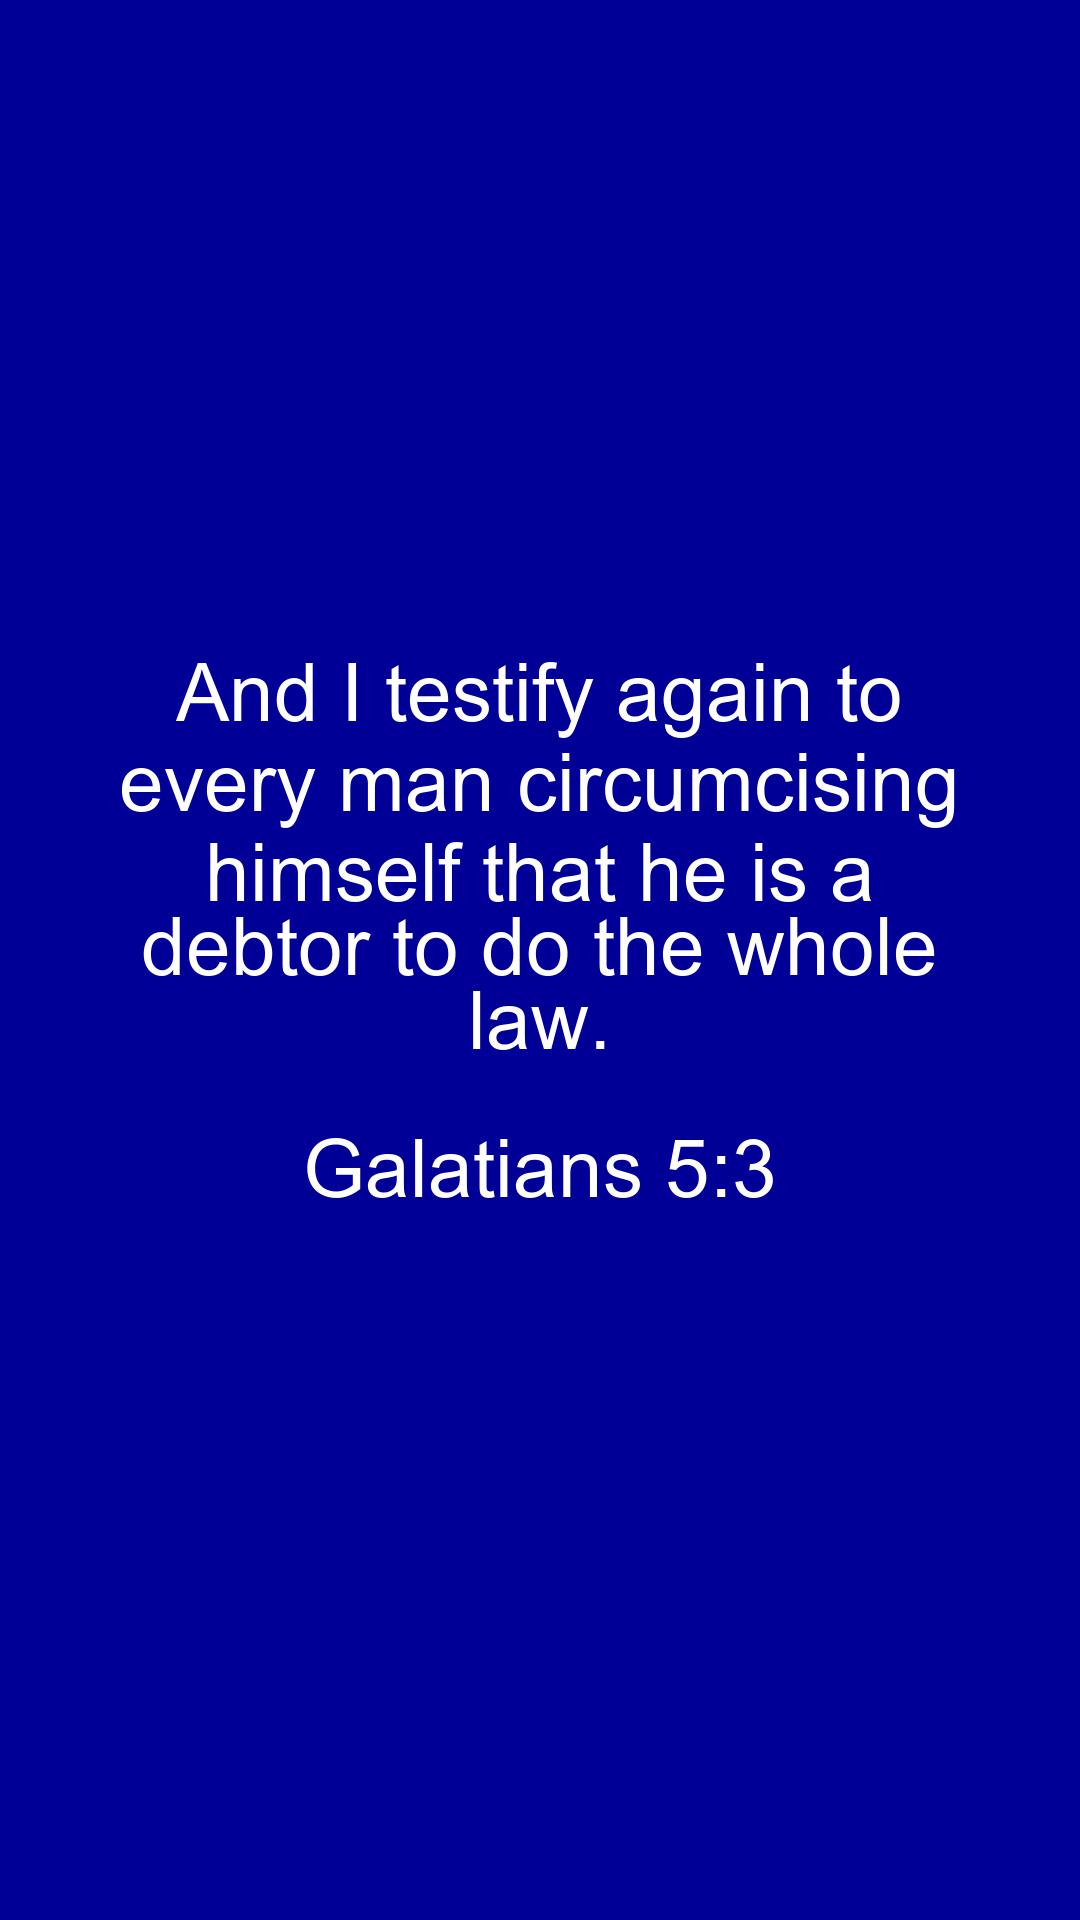 And I testify again to
every man circumcising
himself that he is a
debtor to do the whole
law.
Galatians 5:3